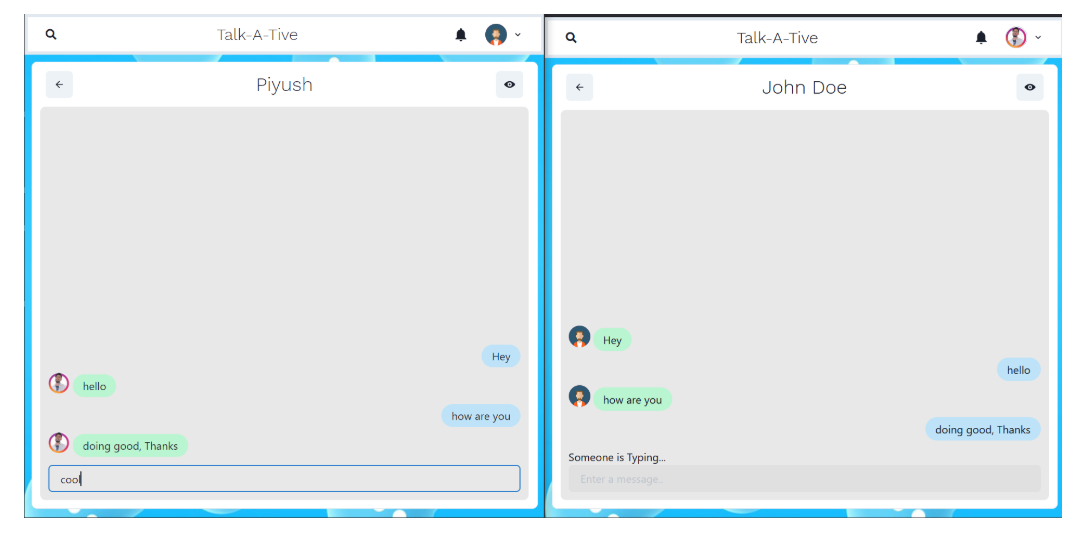 Talk-A-Tive
Piyush
Hey
hello
how are you
doing good, Thanks
cool
Talk-A-Tive
John Doe
Hey
hello
how are you
doing good, Thanks
Someone is Typing...
Enter a message..